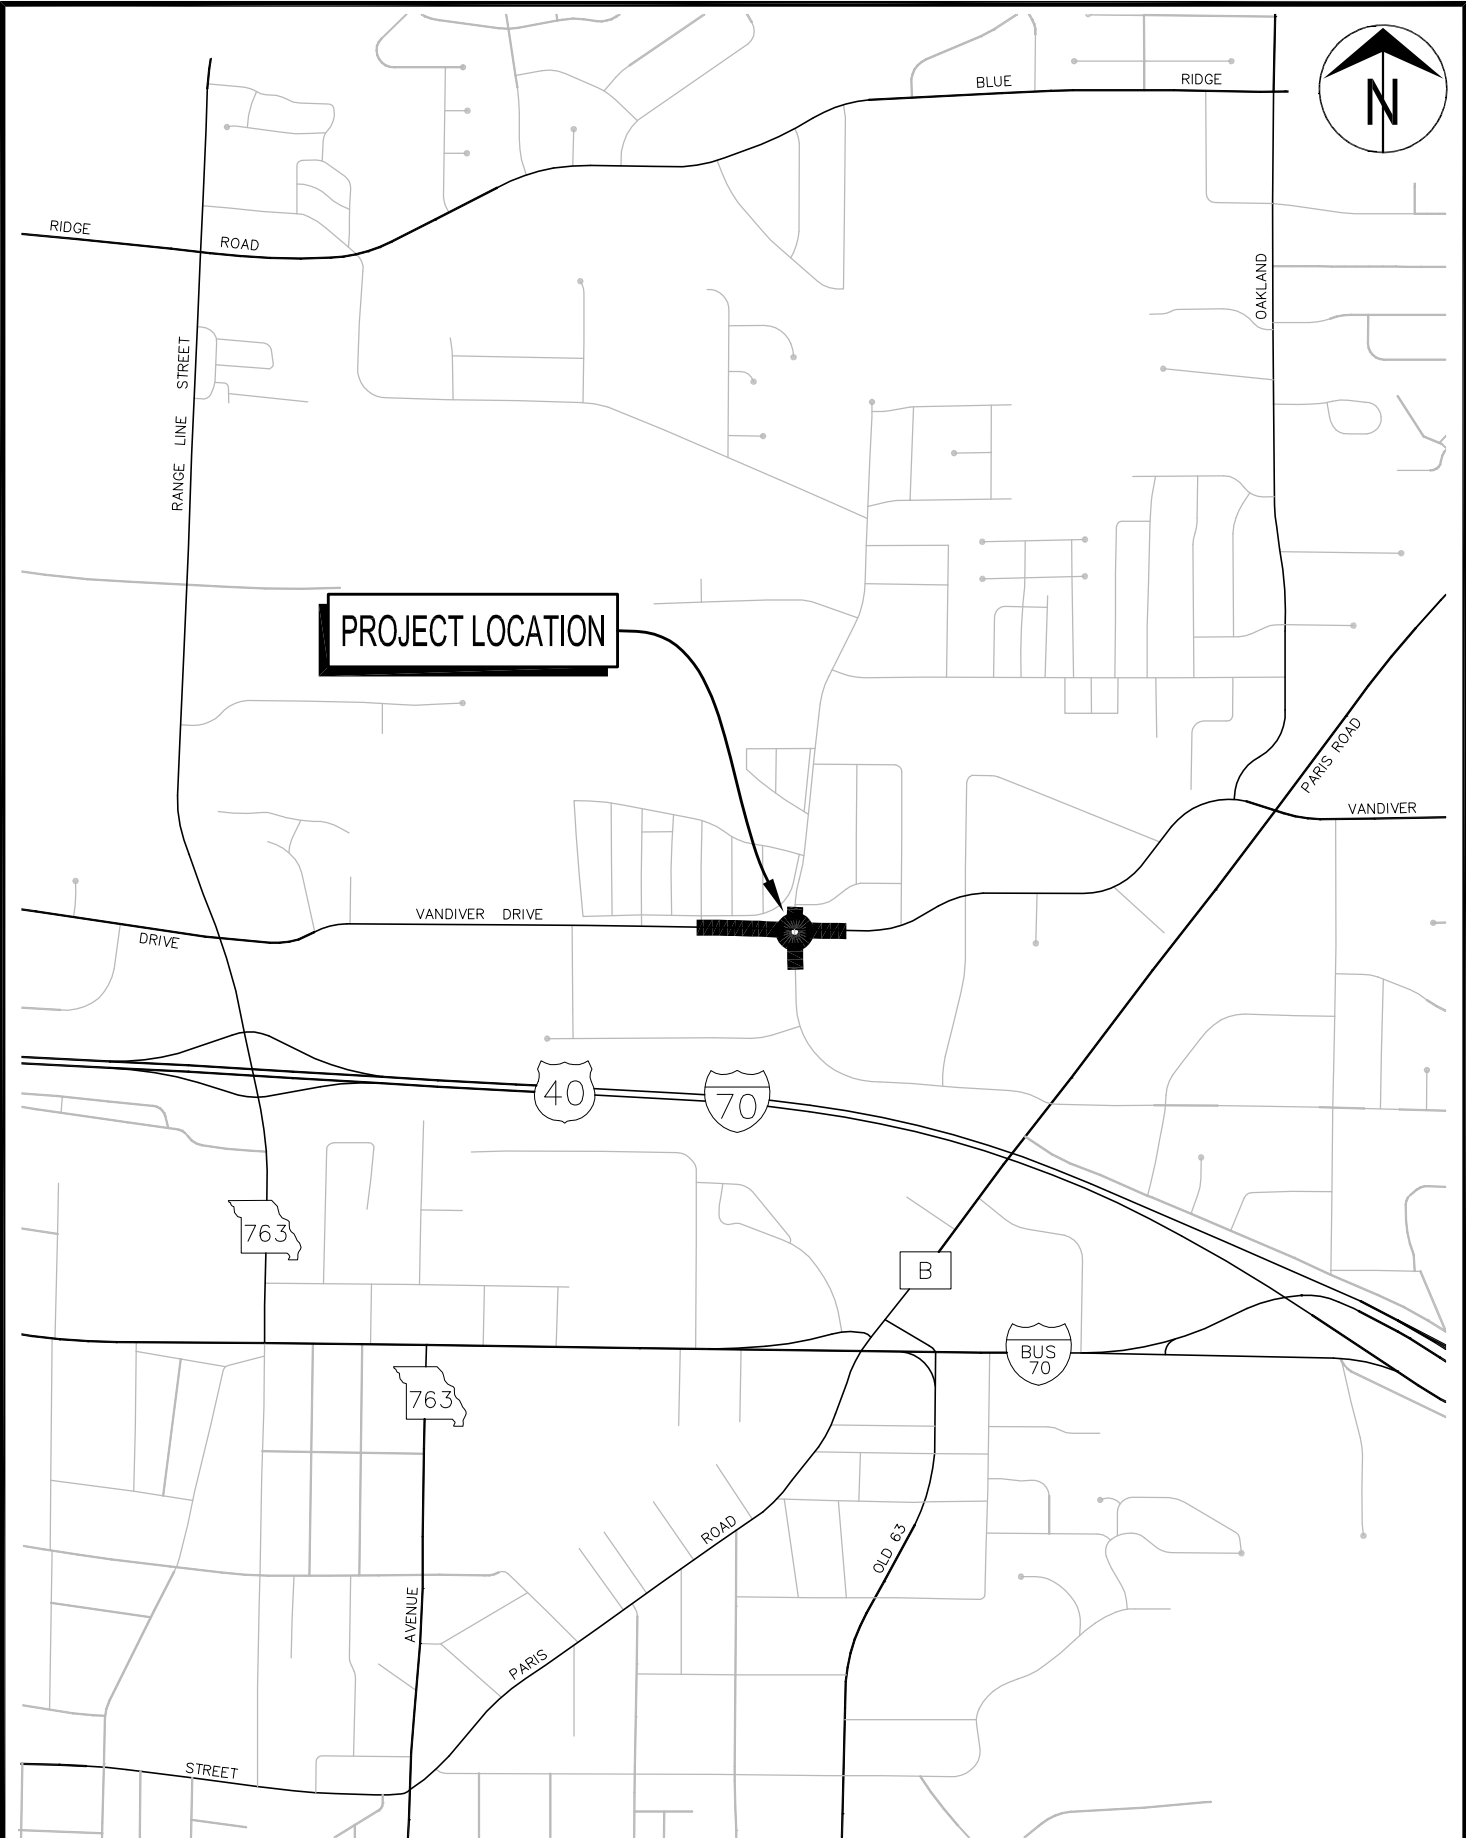 BLUE RIDGE
N
RIDGE ROAD
OAKLAND
RANGE LINE STREET
PROJECT LOCATION
PARIS ROAD
VANDIVER
VANDIVER DRIVE
DRIVE
40
70
763
B
BUS
70
763
ROAD
OLD 63
AVENUE
PARIS
STREET